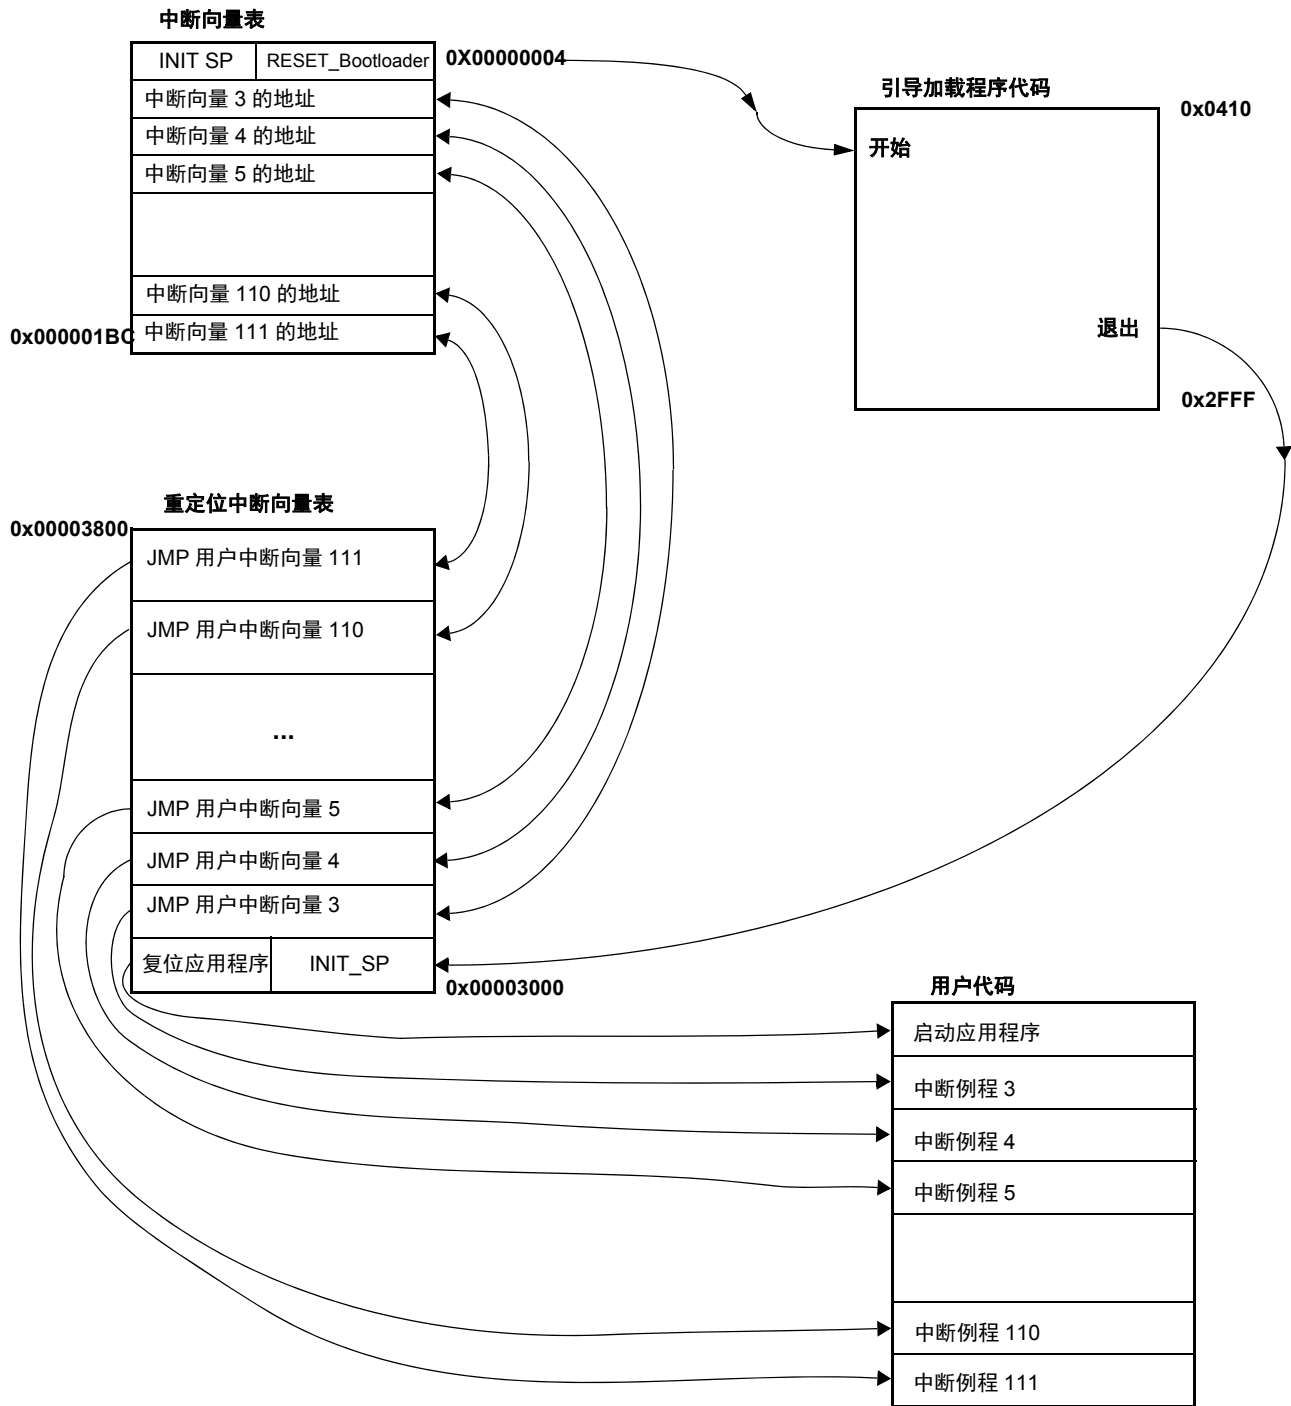 中断向量表
INIT SP RESET_Bootloader 0X00000004
中断向量 3 的地址
中断向量 4 的地址
中断向量 5 的地址
中断向量 110 的地址
0x000001BC 中断向量 111 的地址
引导加载程序代码
0x0410
开始
退出
0x2FFF
重定位中断向量表
0x00003800
JMP 用户中断向量 111
JMP 用户中断向量 110
...
JMP 用户中断向量 5
JMP 用户中断向量 4
JMP 用户中断向量 3
复位应用程序 INIT_SP
0x00003000
用户代码
启动应用程序
中断例程 3
中断例程 4
中断例程 5
中断例程 110
中断例程 111